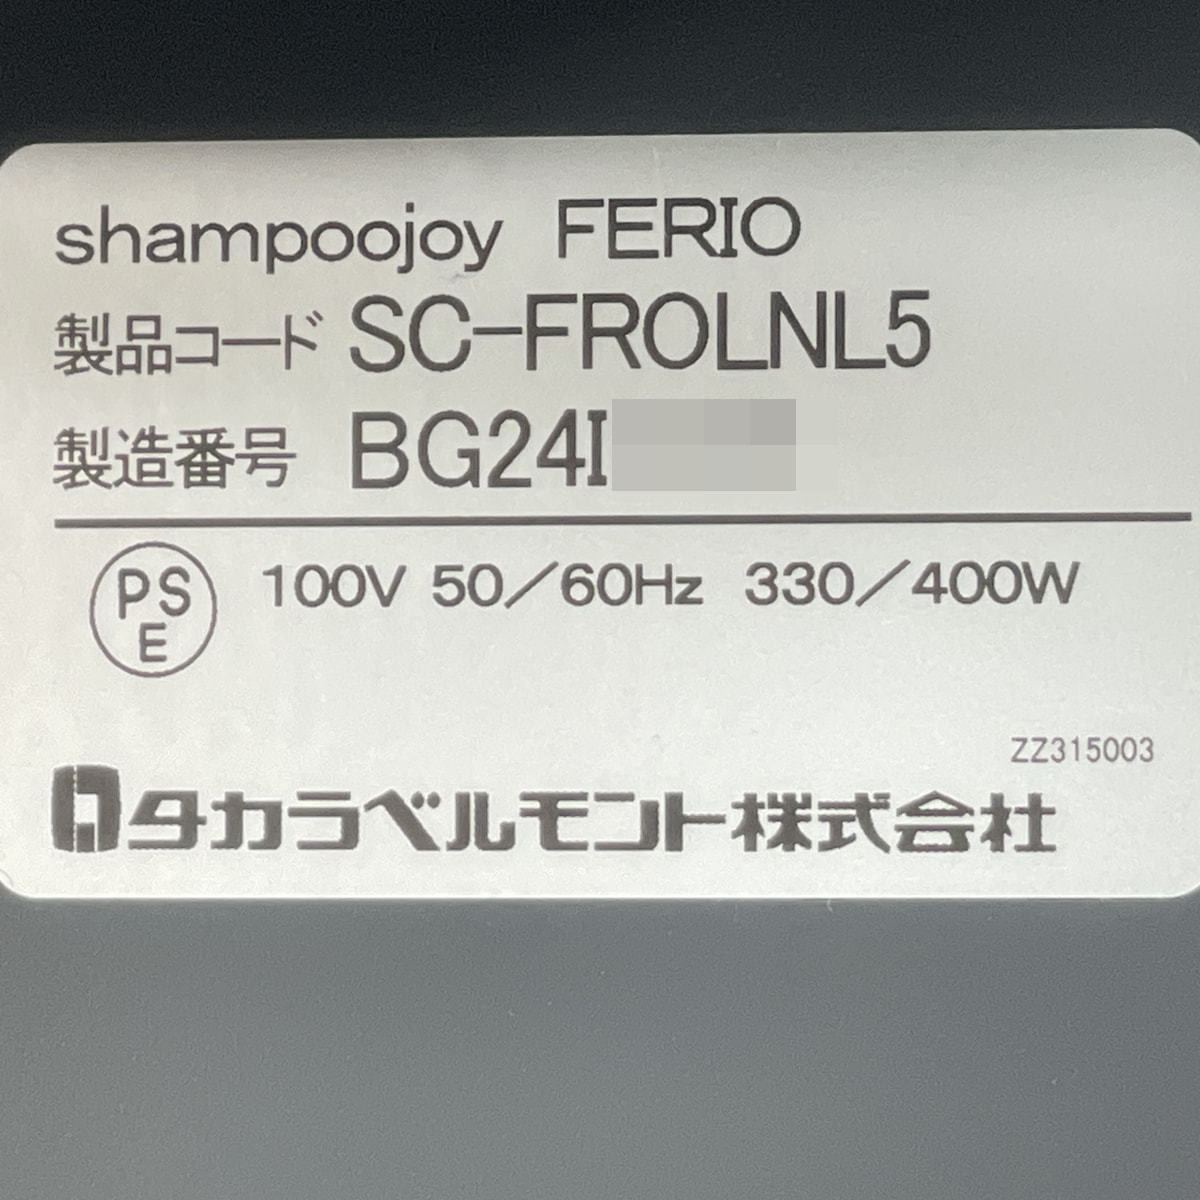 shampoojoy FERIO
製品コード SC-FROLNL5
製造番号 BG24I
PS
E
100V 50/60Hz 330/400W
ZZ315003
タカラベルモント株式会社